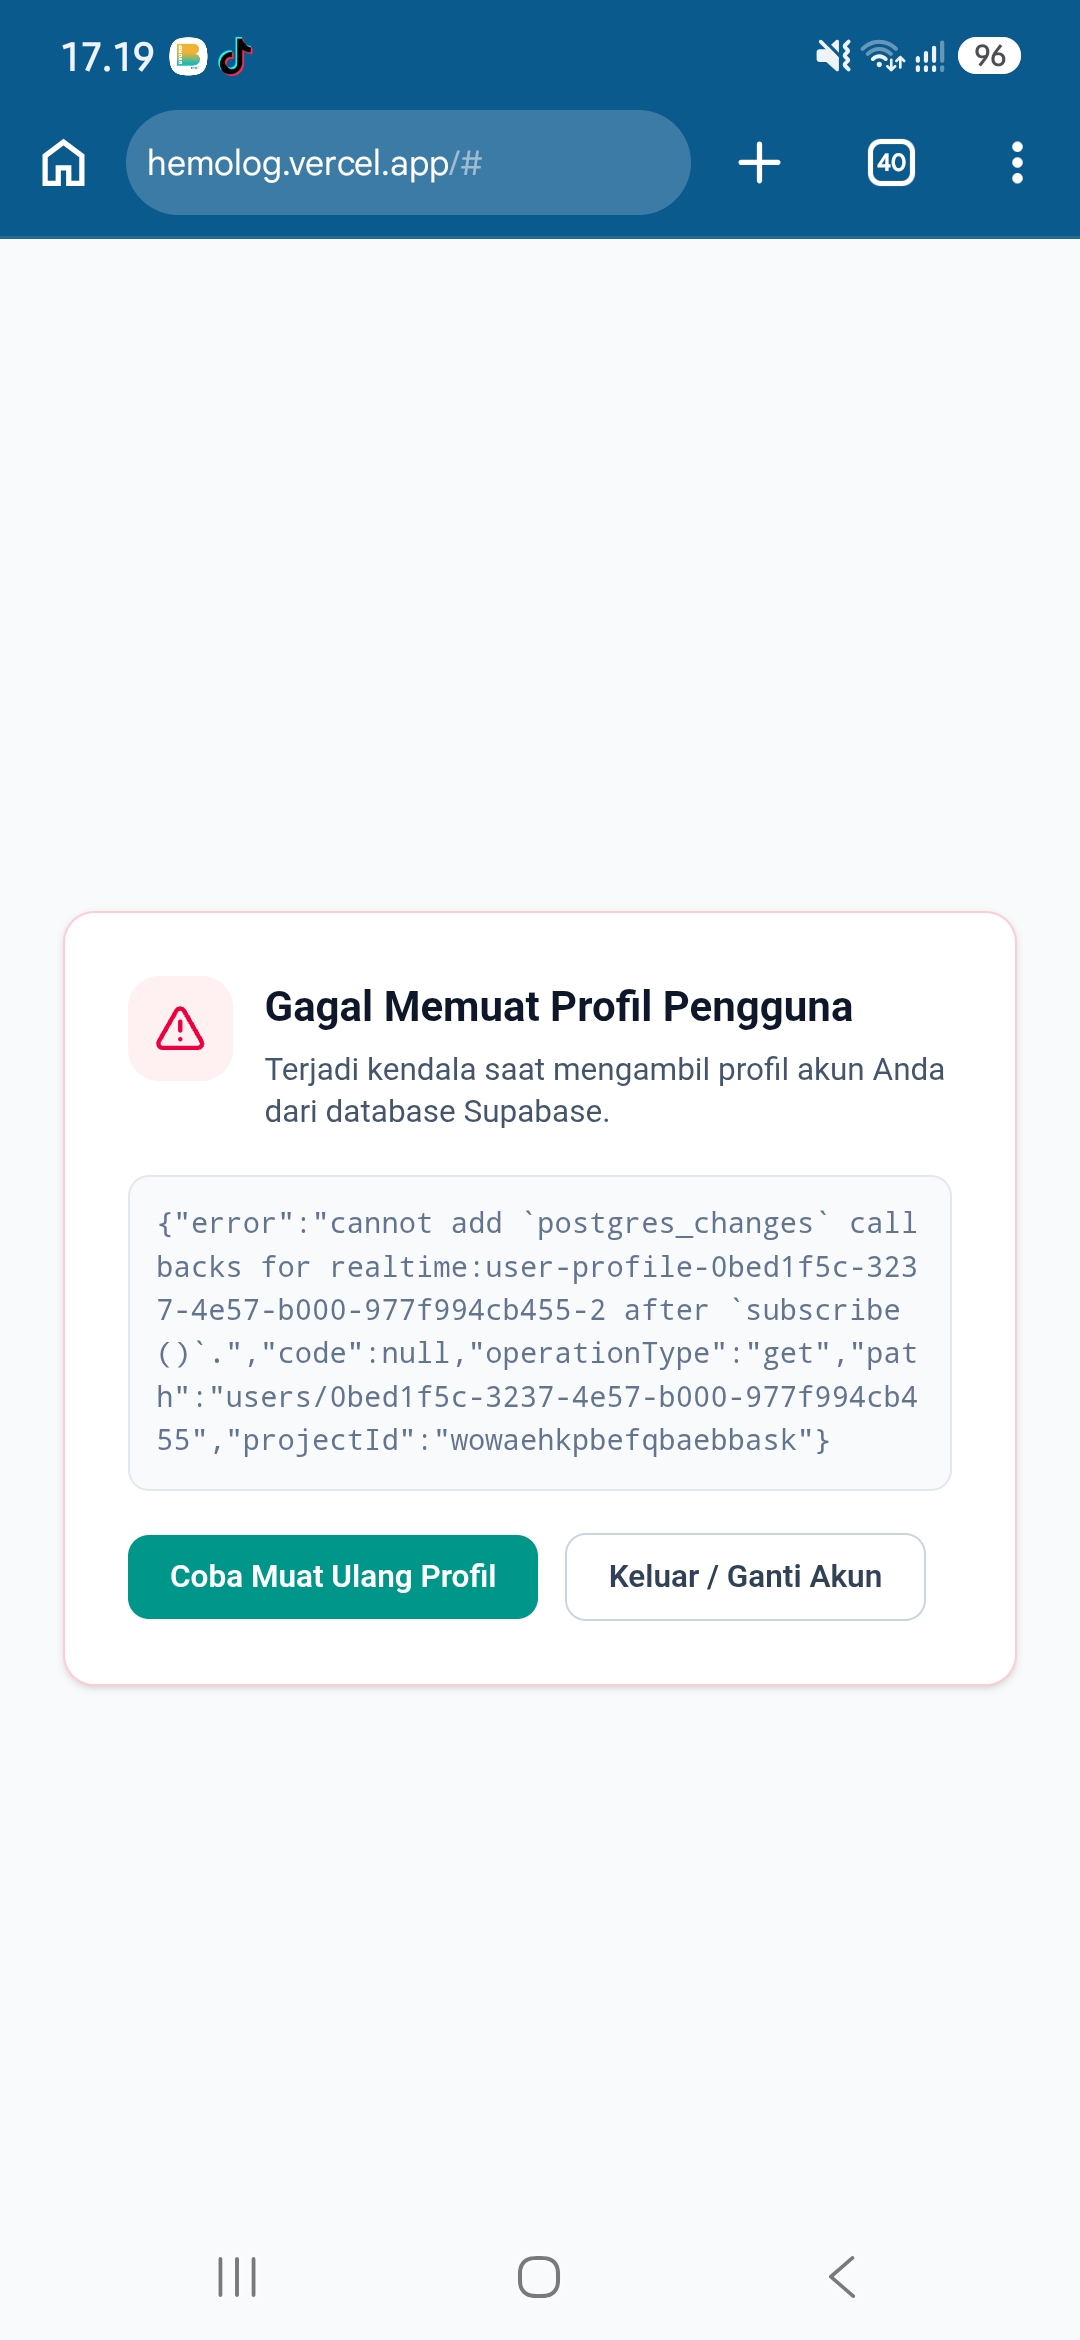 17.19
96
hemolog.vercel.app/#
40
Gagal Memuat Profil Pengguna
Terjadi kendala saat mengambil profil akun Anda
dari database Supabase.
{"error":"cannot add `postgres_changes` call
backs for realtime:user-profile-0bed1f5c-323
7-4e57-b000-977f994cb455-2 after `subscribe
()`.","code":null,"operationType":"get","pat
h":"users/0bed1f5c-3237-4e57-b000-977f994cb4
55","projectId":"wowaehkpbefqbaebbask"}
Coba Muat Ulang Profil
Keluar / Ganti Akun